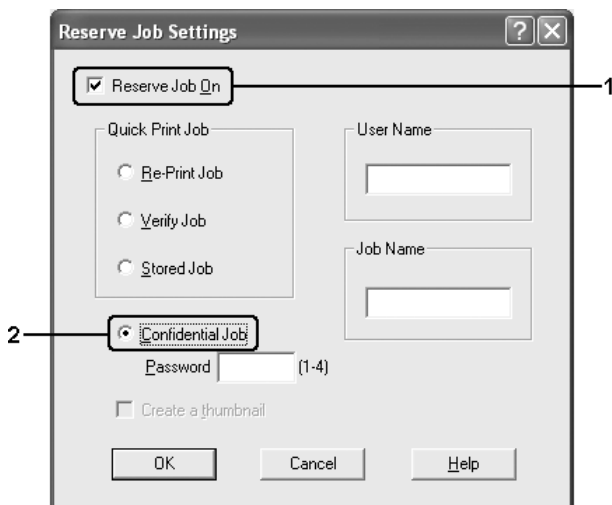 Reserve Job Settings
Reserve Job On
1
Quick Print Job
Re-Print Job
Verify Job
Stored Job
User Name
Job Name
2
Confidential Job
Password
(1-4)
Create a thumbnail
OK
Cancel
Help